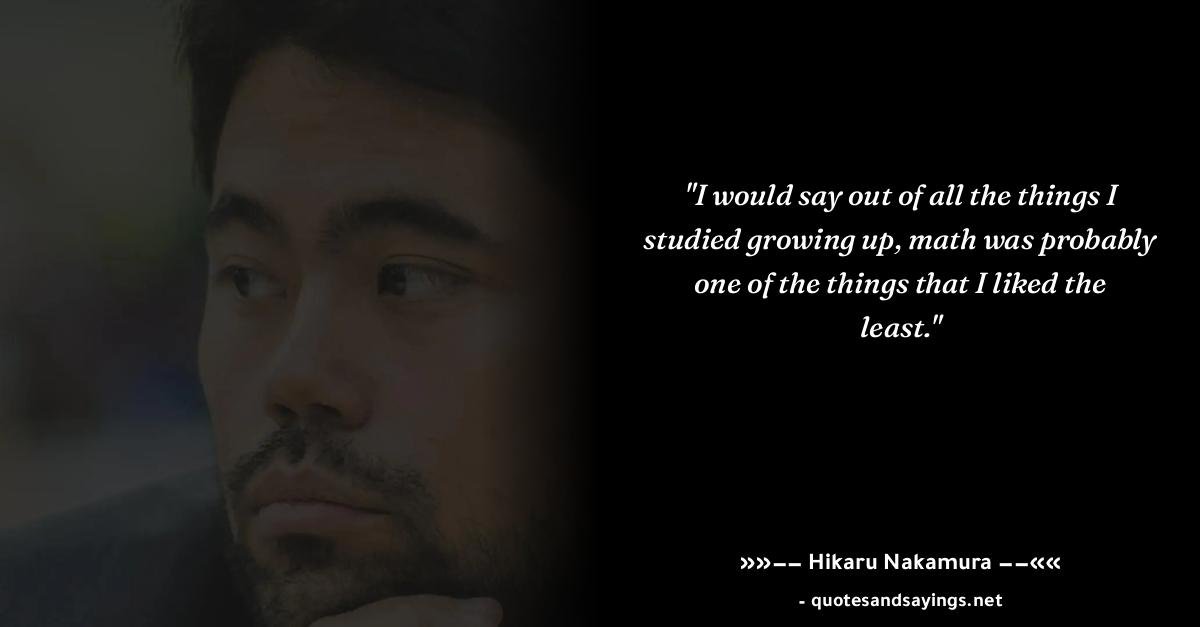 "I would say out of all the things I
studied growing up, math was probably
one of the things that I liked the
least."
»»−− Hikaru Nakamura −−««
- quotesandsayings.net